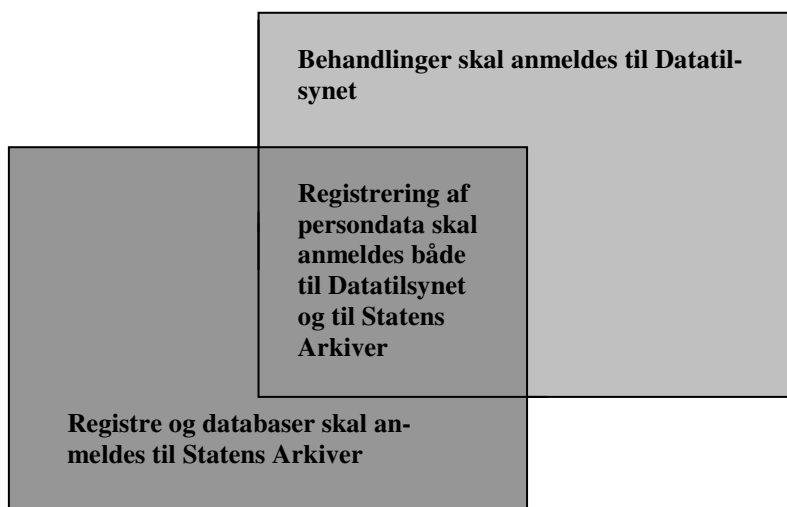 Behandlinger skal anmeldes til Datatil-
synet
Registrering af
persondata skal
anmeldes både
til Datatilsynet
og til Statens
Arkiver
Registre og databaser skal an-
meldes til Statens Arkiver